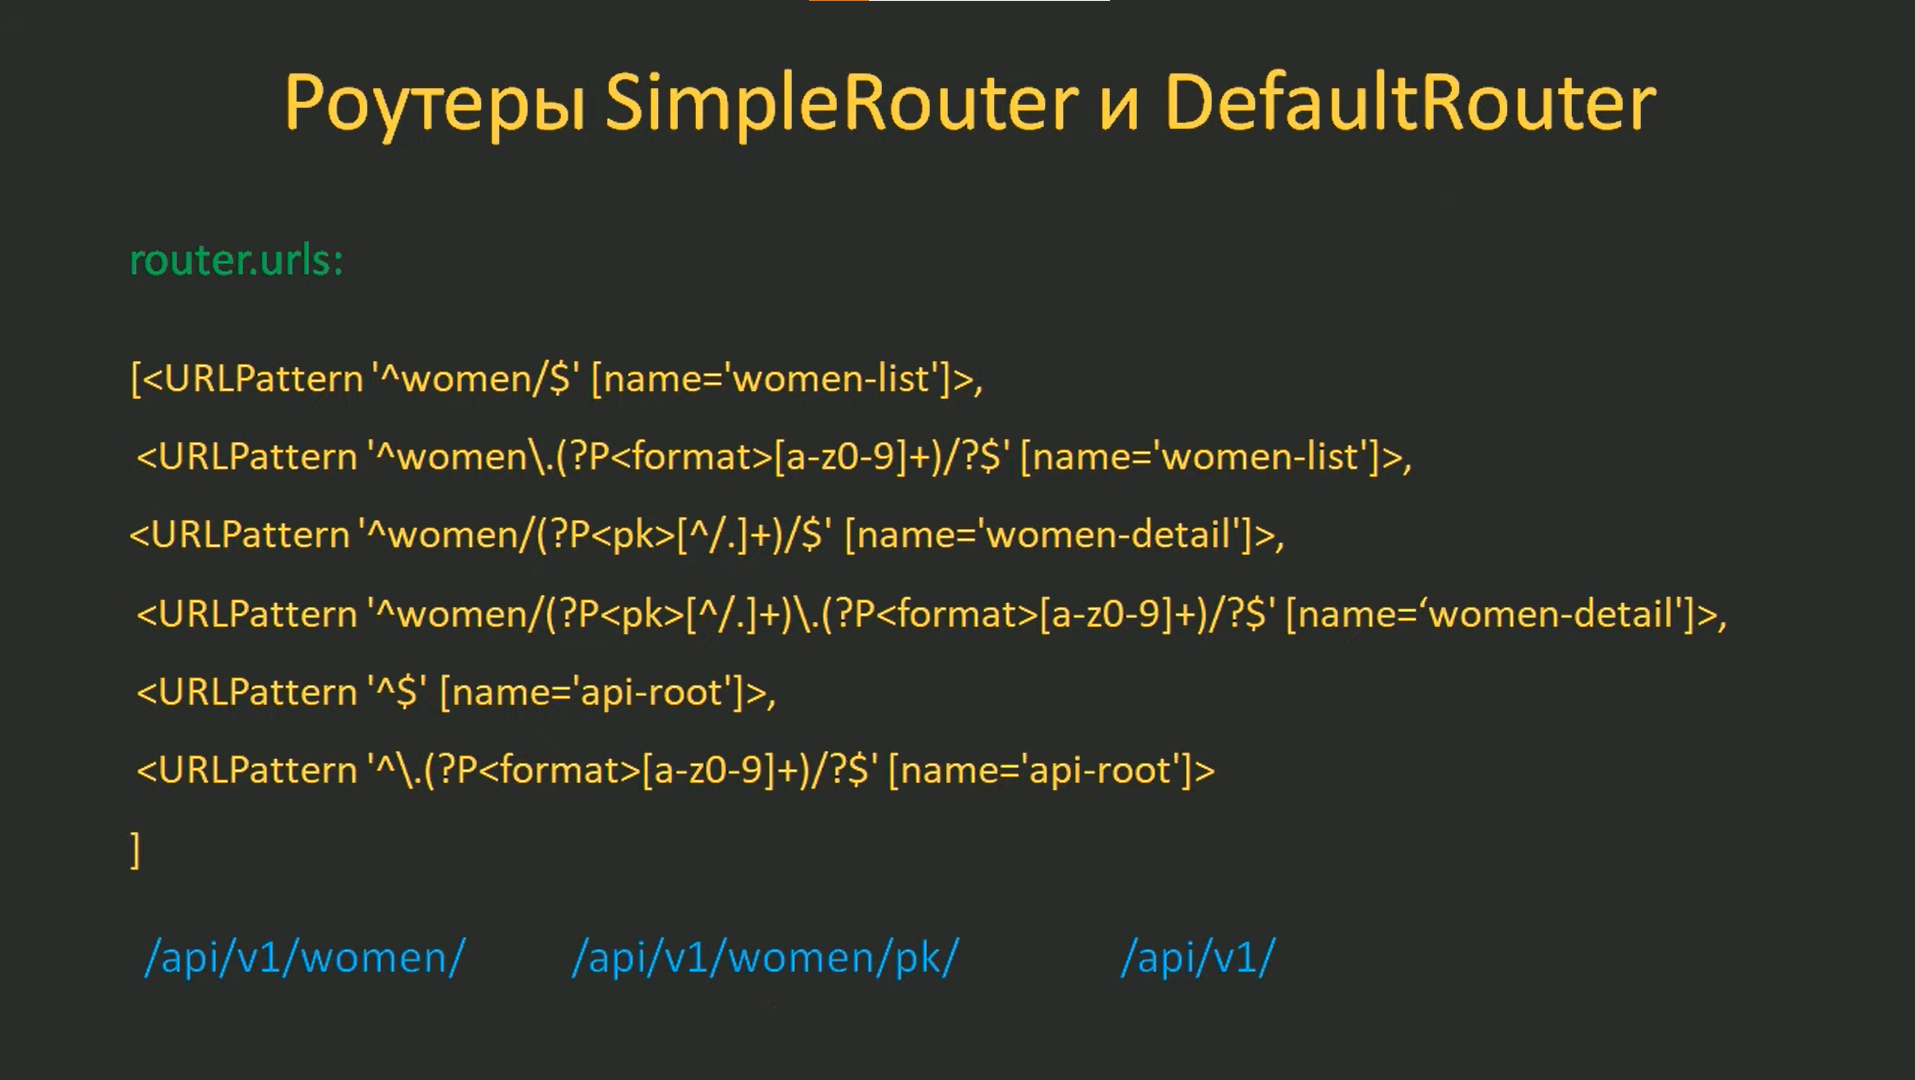 Роутеры SimpleRouter и DefaultRouter
router.urls:
[<URLPattern '^women/$' [name='women-list']>,
<URLPattern '^women\.(?P<format>[a-z0-9]+)/?$' [name='women-list']>,
<URLPattern '^women/(?P<pk>[^/.]+)/$' [name='women-detail']>,
<URLPattern '^women/(?P<pk>[^/.]+)\.(?P<format>[a-z0-9]+)/?$' [name=‘women-detail']>,
<URLPattern '^$' [name='api-root']>,
<URLPattern '^\.(?P<format>[a-z0-9]+)/?$' [name='api-root']>
]
/api/v1/women/ /api/v1/women/pk/ /api/v1/